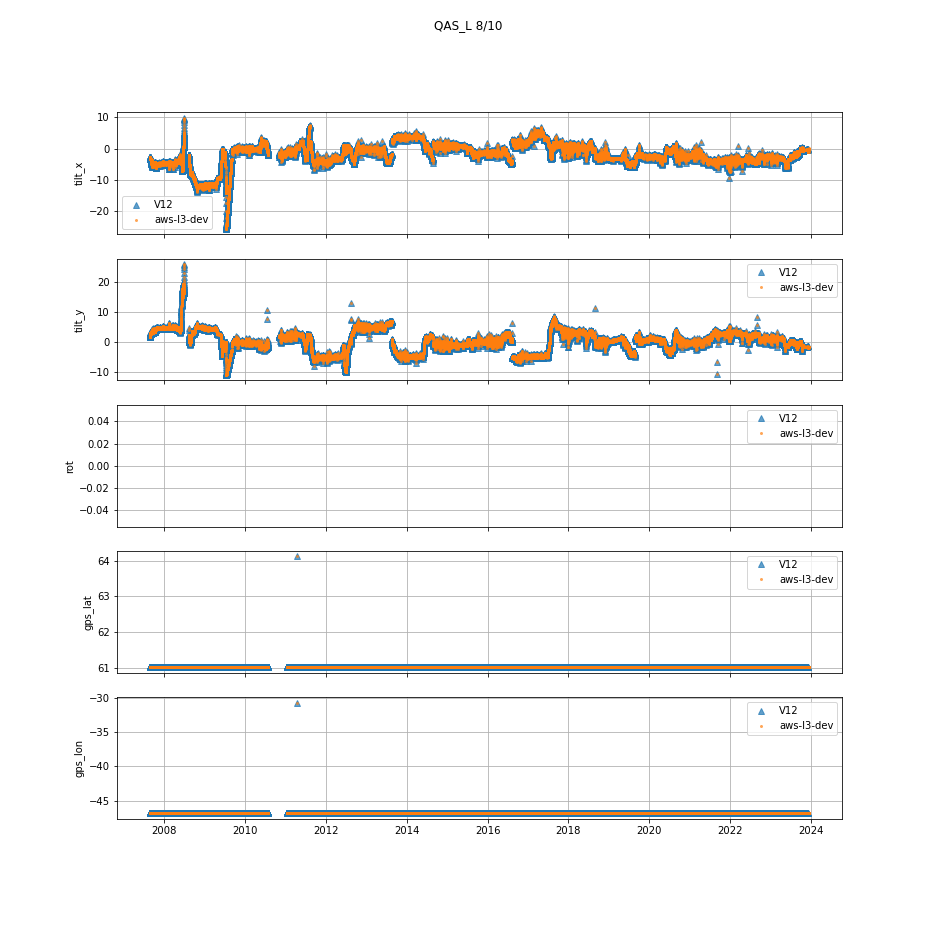 QAS_L 8/10
10
0
−10
−20
tilt_x
V12
aws-l3-dev
20
10
0
−10
tilt_y
V12
aws-l3-dev
0.04
0.02
0.00
−0.02
−0.04
rot
V12
aws-l3-dev
64
63
62
61
gps_lat
V12
aws-l3-dev
−30
−35
−40
−45
gps_lon
V12
aws-l3-dev
2008 2010 2012 2014 2016 2018 2020 2022 2024